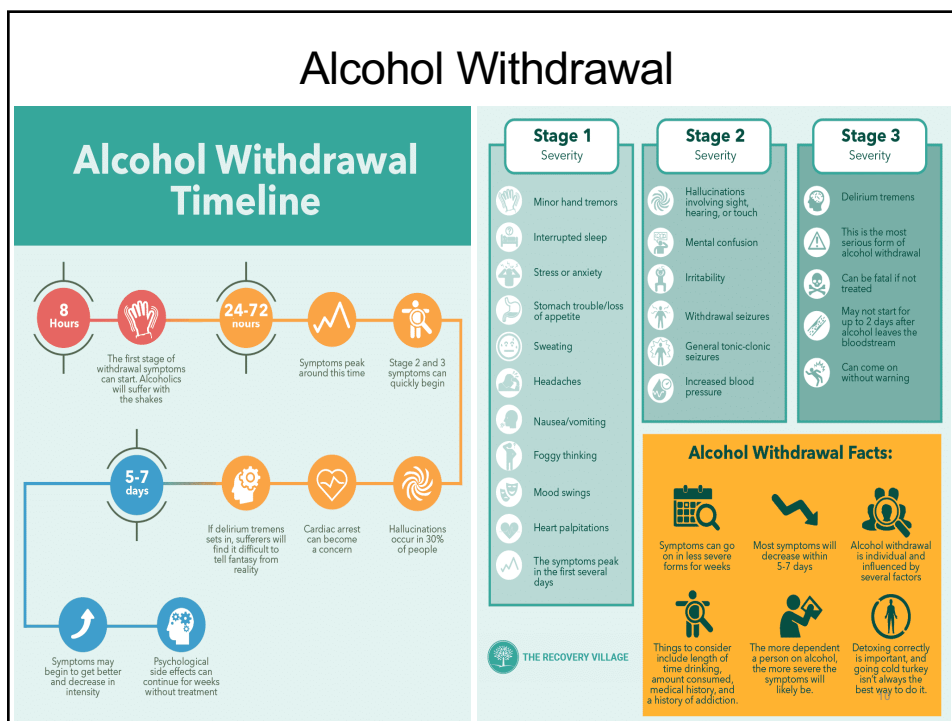 Alcohol Withdrawal
Alcohol Withdrawal
Timeline
8
Hours
The first stage of
withdrawal symptoms
can start. Alcoholics
will suffer with
the shakes
24-72
nours
Symptoms peak
around this time
Stage 2 and 3
symptoms can
quickly begin
5-7
days
If delirium tremens
sets in, sufferers will
find it difficult to
tell fantasy from
reality
Cardiac arrest
can become
a concern
Hallucinations
occur in 30%
of people
Symptoms may
begin to get better
and decrease in
intensity
Psychological
side effects can
continue for weeks
without treatment
Stage 1
Severity
Minor hand tremors
Interrupted sleep
Stress or anxiety
Stomach trouble/loss
of appetite
Sweating
Headaches
Nausea/vomiting
Foggy thinking
Mood swings
Heart palpitations
The symptoms peak
in the first several
days
Stage 2
Severity
Hallucinations
involving sight,
hearing, or touch
Mental confusion
Irritability
Withdrawal seizures
General tonic-clonic
seizures
Increased blood
pressure
Stage 3
Severity
Delirium tremens
This is the most
serious form of
alcohol withdrawal
Can be fatal if not
treated
May not start for
up to 2 days after
alcohol leaves the
bloodstream
Can come on
without warning
THE RECOVERY VILLAGE
Alcohol Withdrawal Facts:
Symptoms can go
on in less severe
forms for weeks
Most symptoms will
decrease within
5-7 days
Alcohol withdrawal
is individual and
influenced by
several factors
Things to consider
include length of
time drinking,
amount consumed,
medical history, and
a history of addiction.
The more dependent
a person on alcohol,
the more severe the
symptoms will
likely be.
Detoxing correctly
is important, and
going cold turkey
isn't always the
best way to do it.